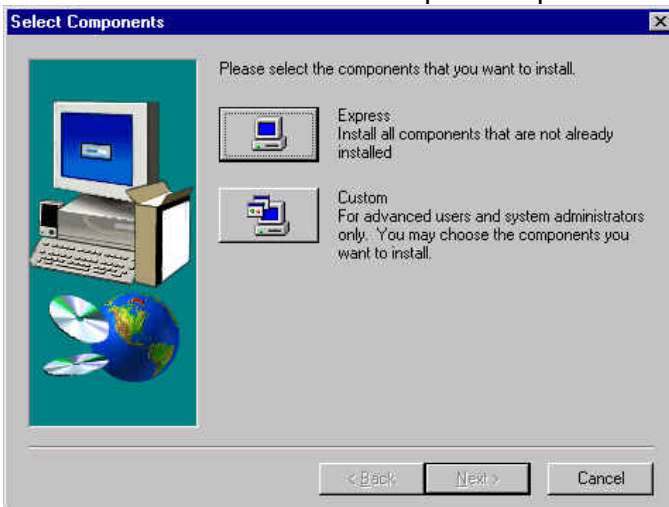 Select Components
Please select the components that you want to install.
Express
Install all components that are not already
installed
Custom
For advanced users and system administrators
only. You may choose the components you
want to install.
< Back
Next >
Cancel